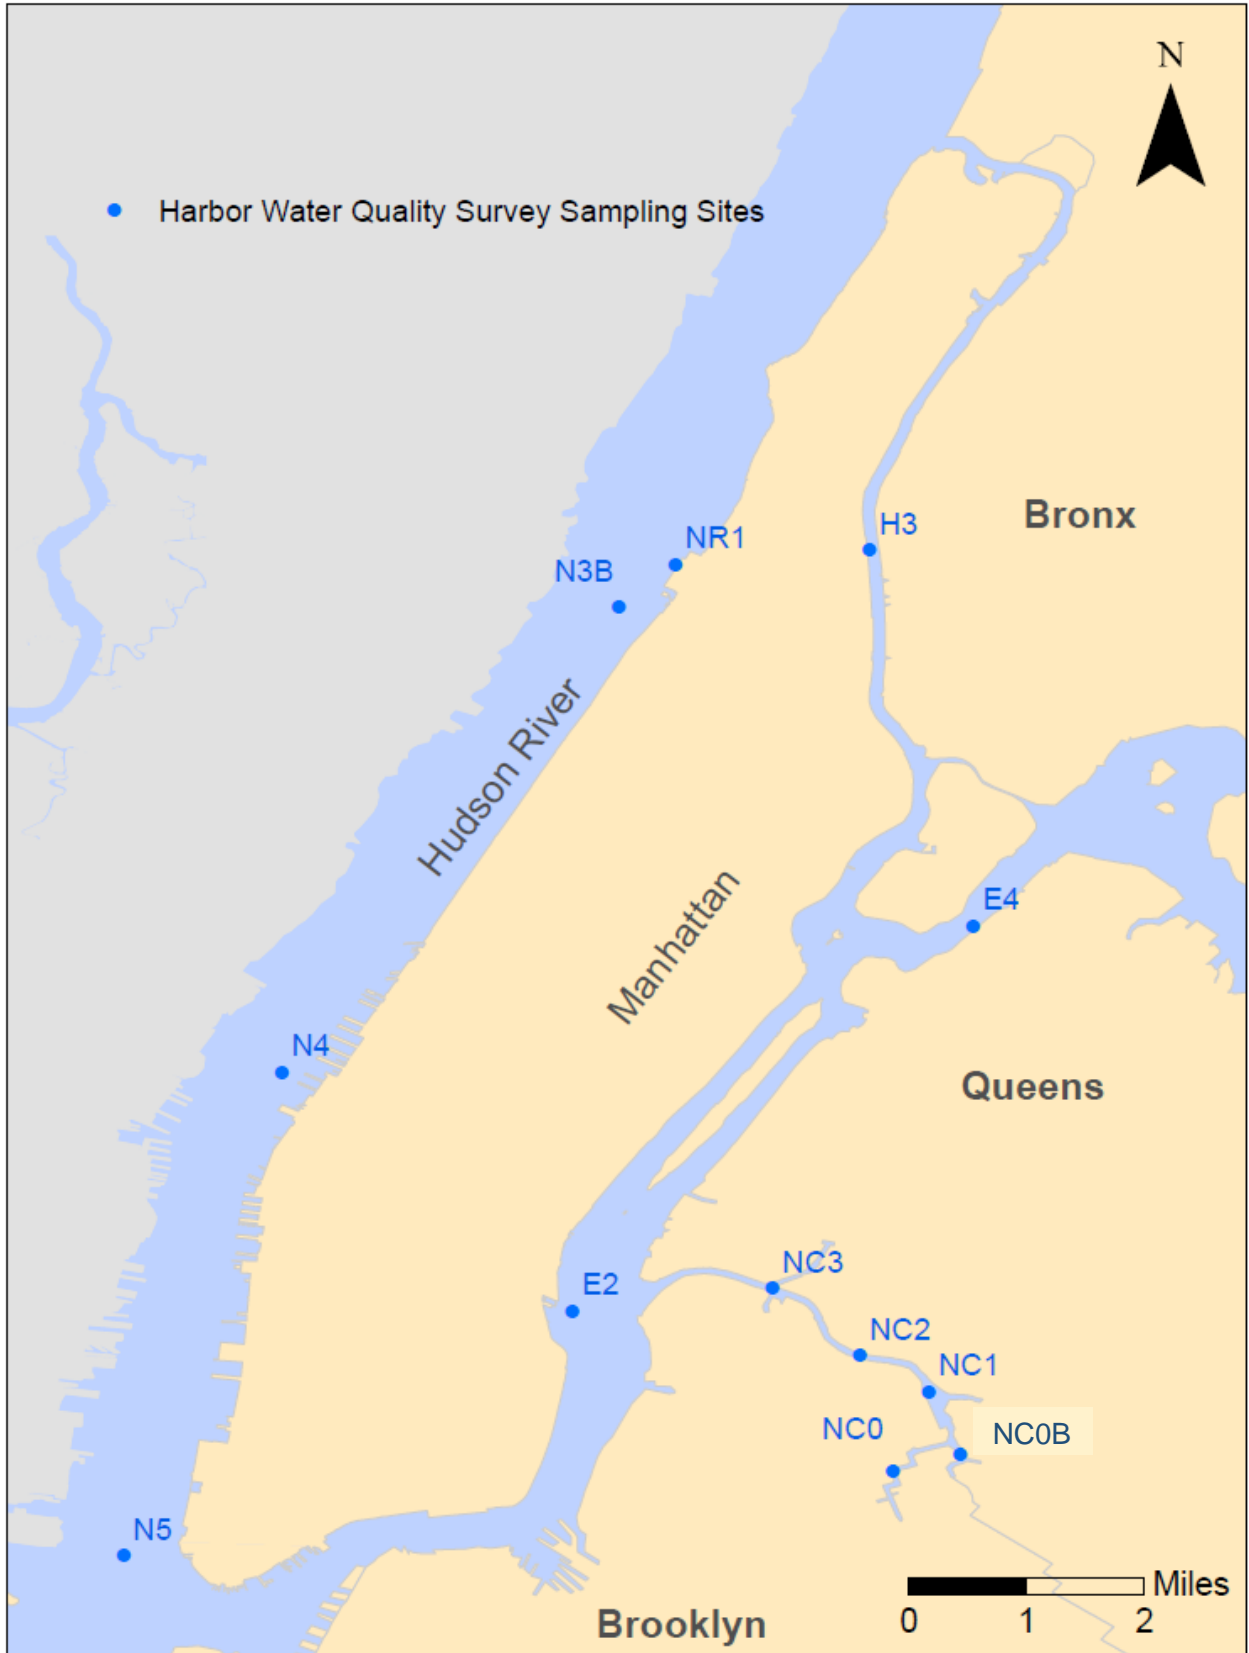 N
Harbor Water Quality Survey Sampling Sites
Bronx
H3
NR1
N3B
Hudson River
Manhattan
E4
N4
Queens
NC3
E2
NC2
NC1
NC0
NC0B
N5
Miles
0 1 2
Brooklyn